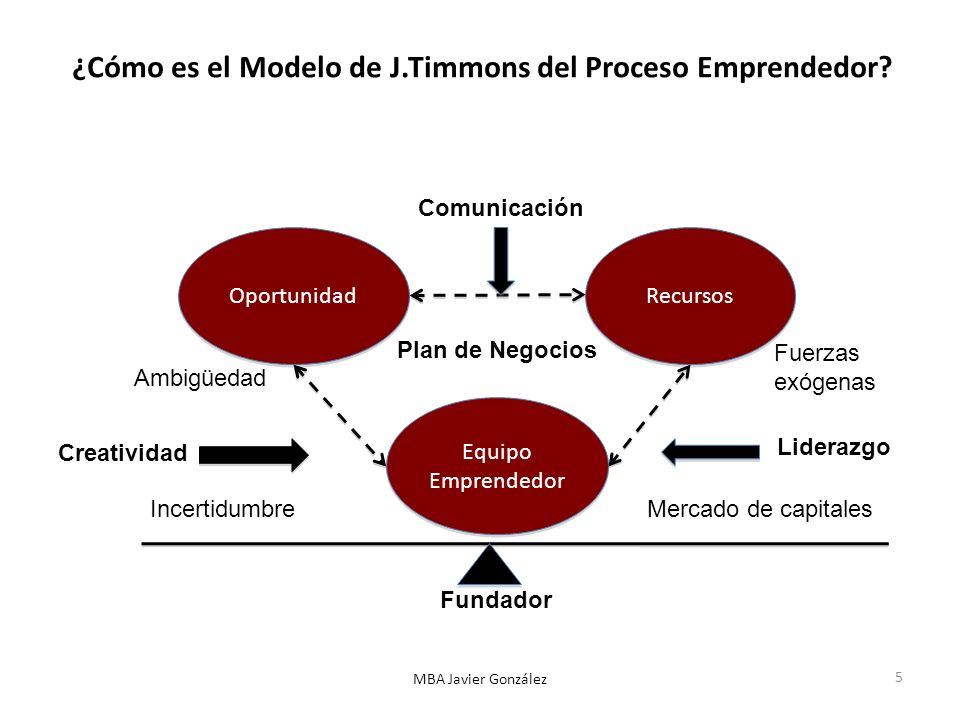 ¿Cómo es el Modelo de J.Timmons del Proceso Emprendedor?
Comunicación
Oportunidad
Recursos
Plan de Negocios
Fuerzas
exógenas
Ambigüedad
Creatividad
Equipo
Emprendedor
Liderazgo
Incertidumbre
Mercado de capitales
Fundador
MBA Javier González
5